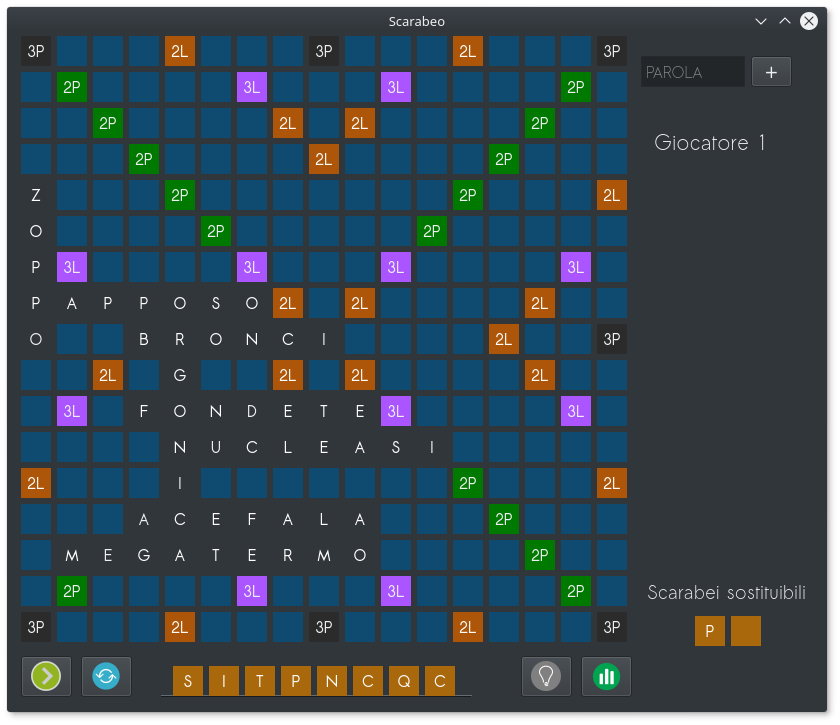 Scarabeo
3P 2L 3P 2L 3P
2P 3L 3L 2P
PAROLA +
2P 2L 2L 2P
Giocatore 1
2P 2L 2P
Z 2P 2P 2L
O 2P 2P
P 3L 3L 3L 3L
P A P P O S O 2L 2L 2L
O B R O N C I 2L 3P
2L G 2L 2L 2L
3L F O N D E T E 3L 3L
N U C L E A S I
2L I 2P 2L
A C E F A L A 2P
M E G A T E R M O 2P
2P 3L 3L 2P
Scarabei sostituibili
3P 2L 3P 2L 3P
P
S I T P N C Q C